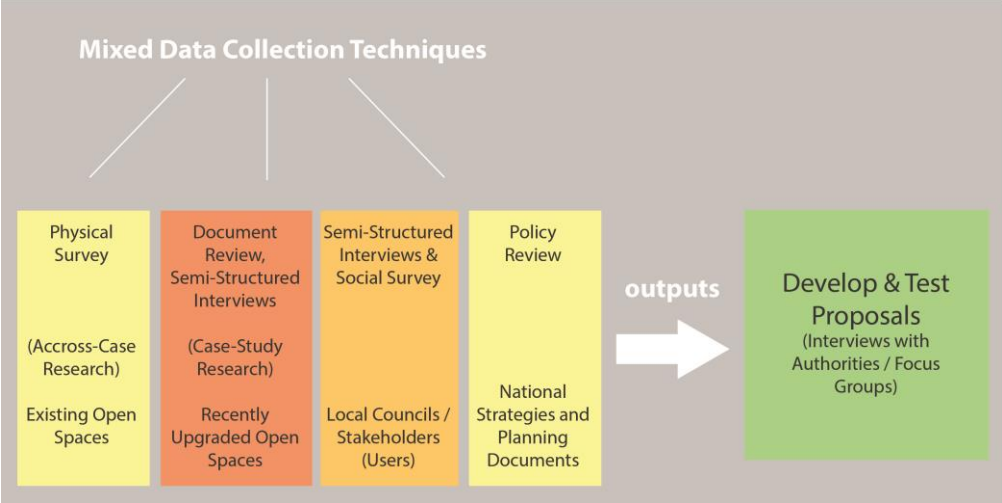 Mixed Data Collection Techniques
Physical
Survey
(Accross-Case
Research)
Existing Open
Spaces
Document
Review,
Semi-Structured
Interviews
(Case-Study
Research)
Recently
Upgraded Open
Spaces
Semi-Structured
Interviews &
Social Survey
Local Councils /
Stakeholders
(Users)
Policy
Review
National
Strategies and
Planning
Documents
outputs
Develop & Test
Proposals
(Interviews with
Authorities / Focus
Groups)